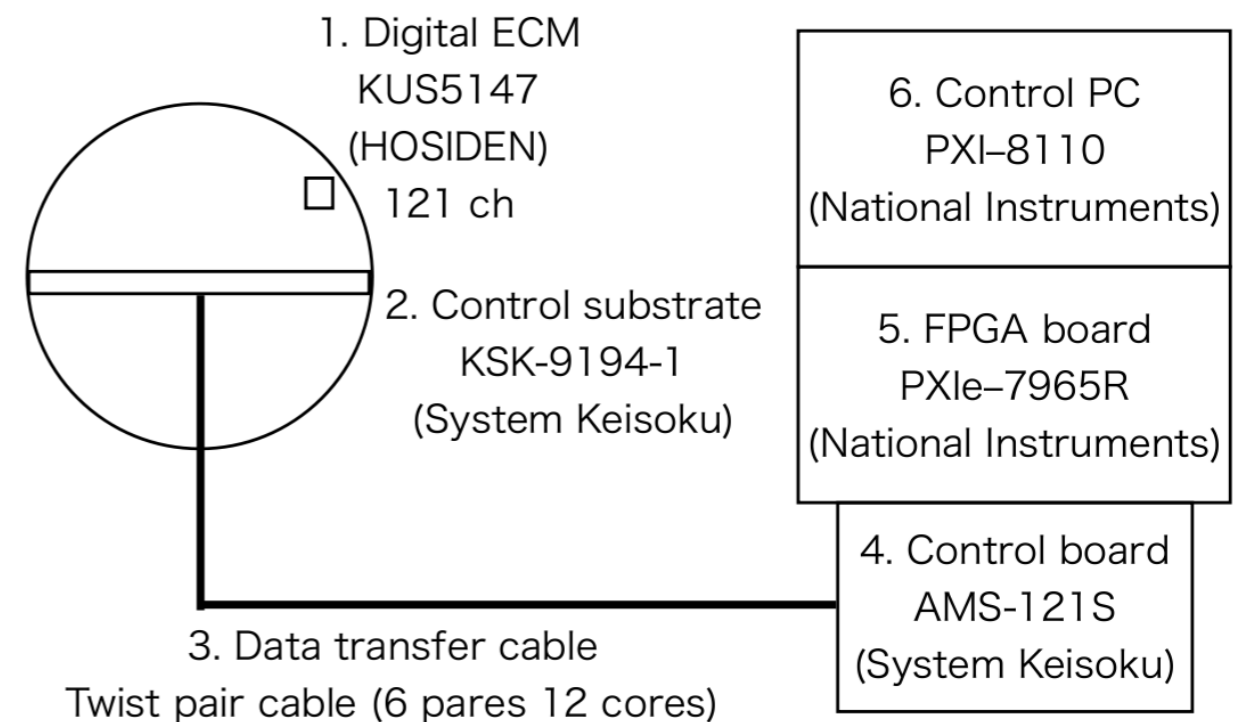 1. Digital ECM
KUS5147
(HOSIDEN)
121 ch
2. Control substrate
KSK-9194-1
(System Keisoku)
3. Data transfer cable
Twist pair cable (6 pares 12 cores)
6. Control PC
PXI–8110
(National Instruments)
5. FPGA board
PXIe–7965R
(National Instruments)
4. Control board
AMS-121S
(System Keisoku)